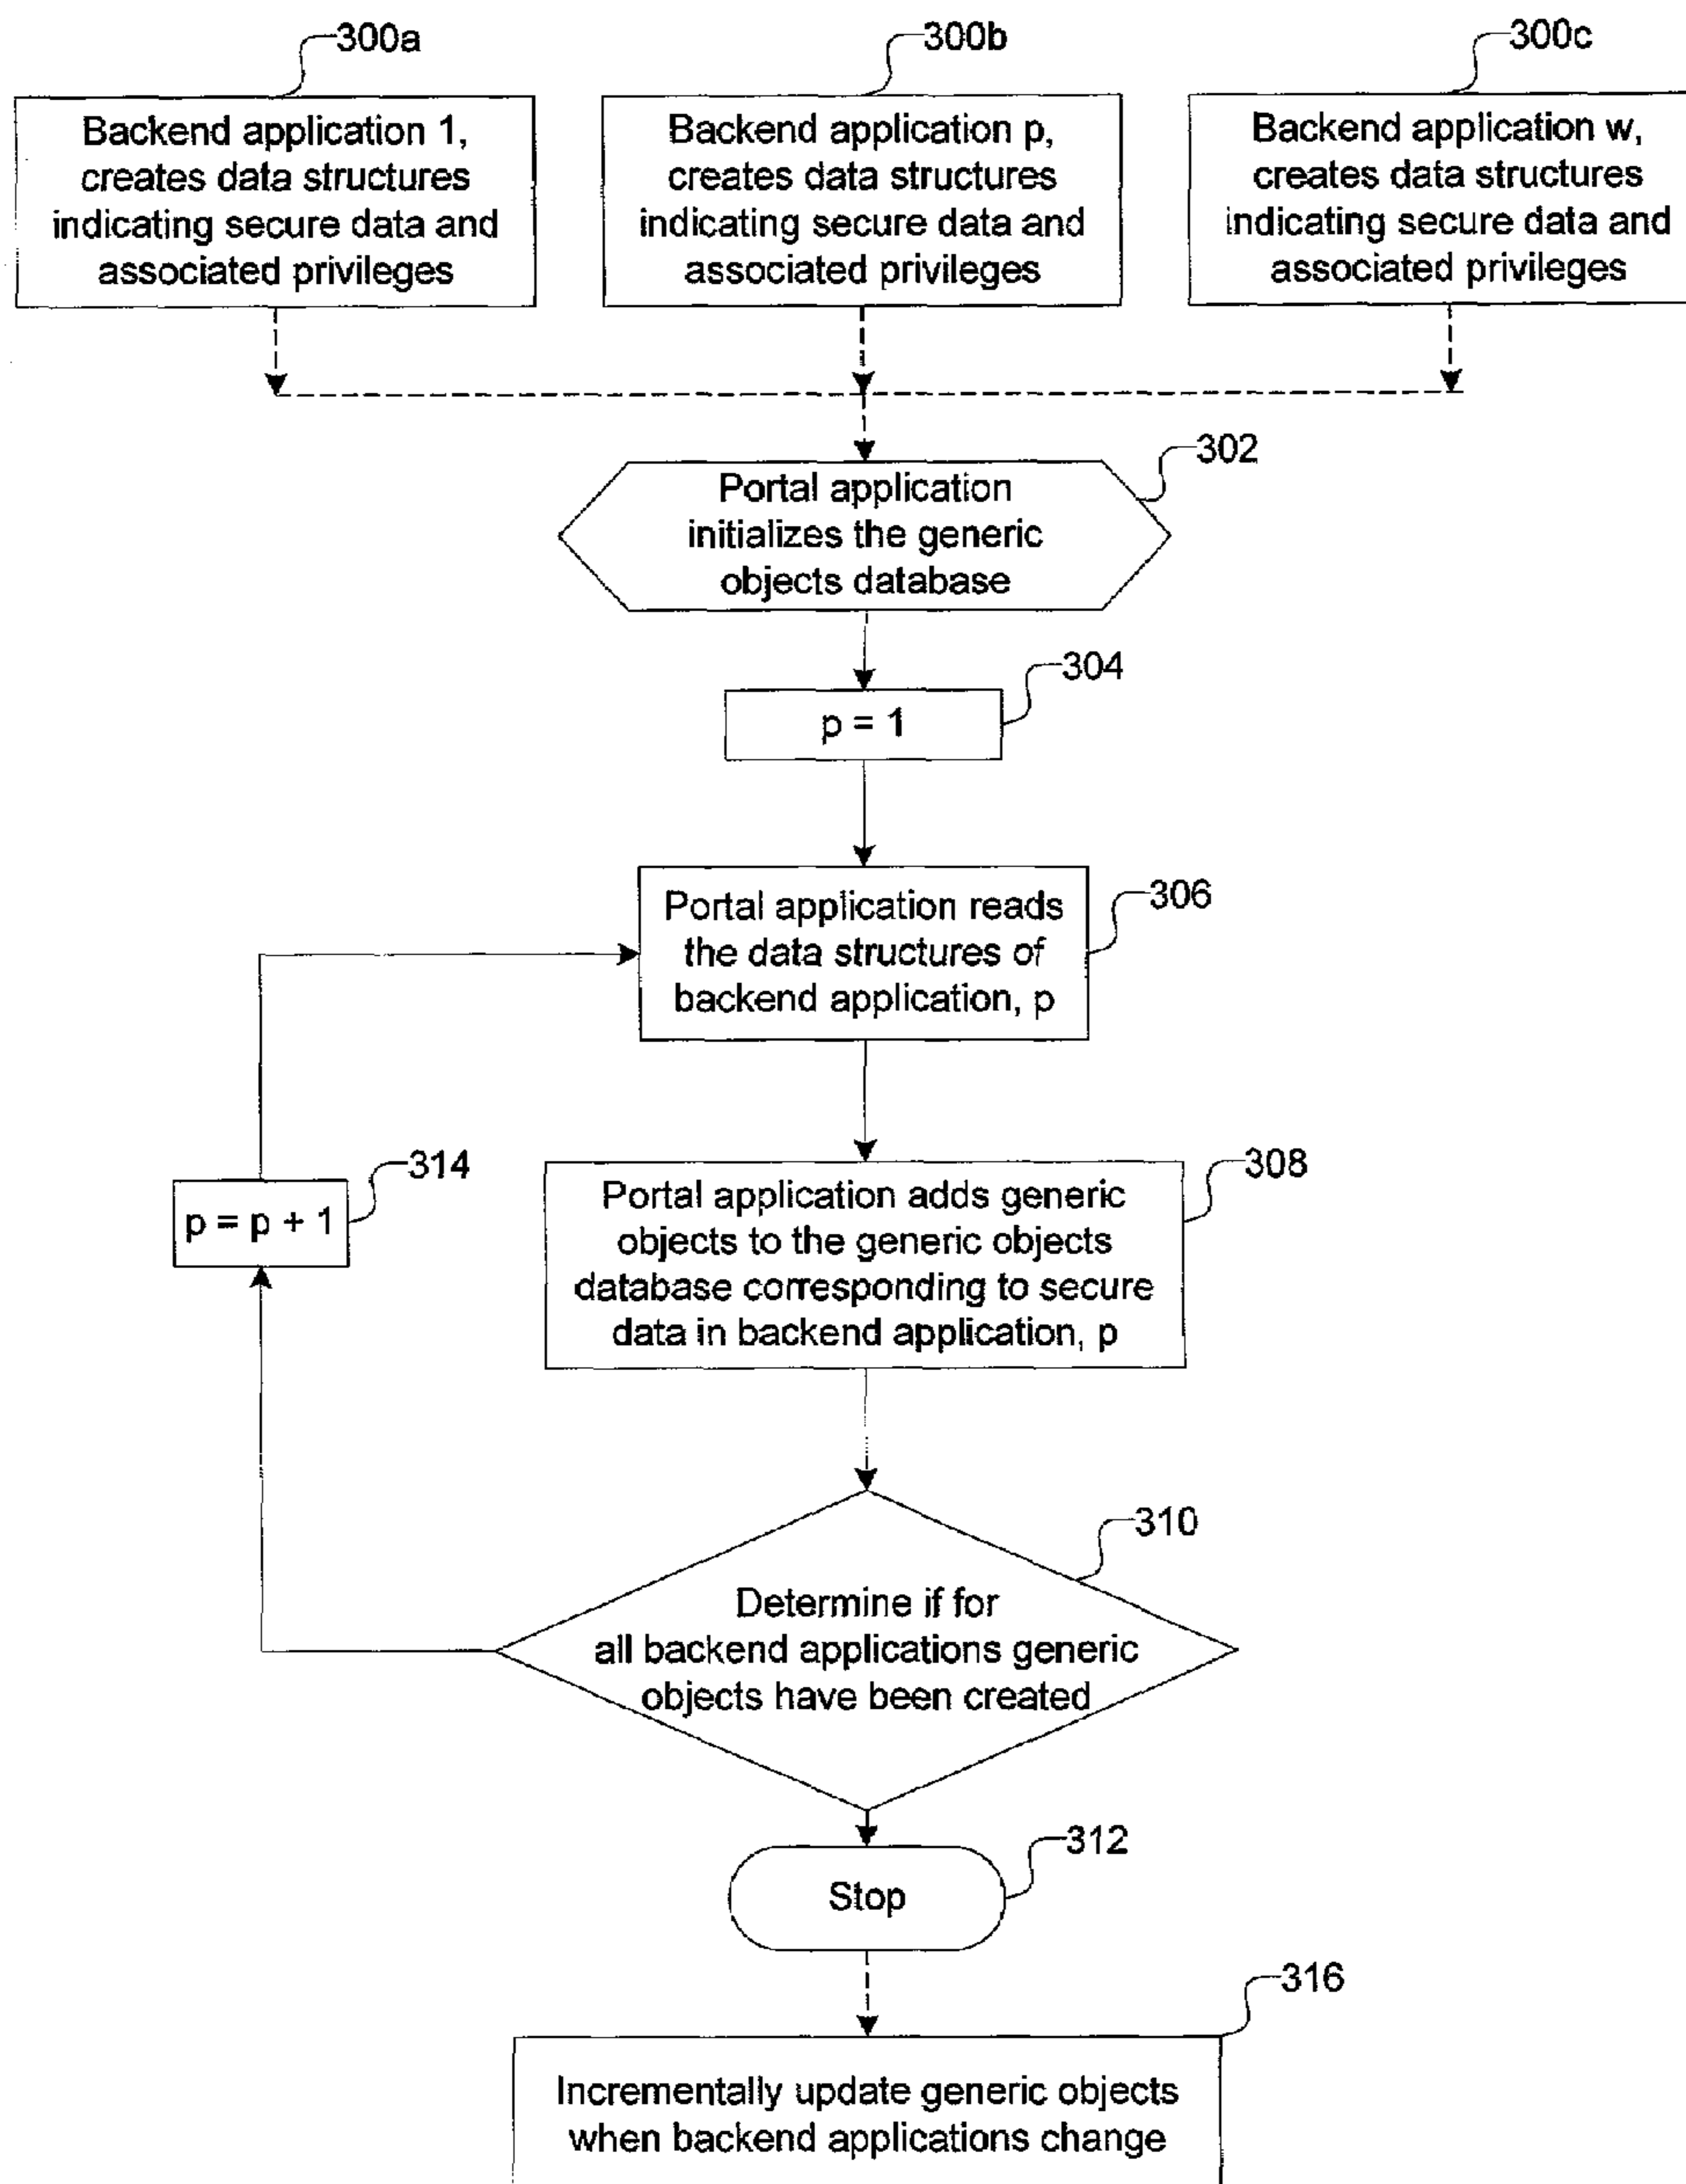 300a
300b
300c
Backend application 1,
creates data structures
indicating secure data and
associated privileges
Backend application p,
creates data structures
indicating secure data and
associated privileges
Backend application w,
creates data structures
indicating secure data and
associated privileges
302
Portal application
initializes the generic
objects database
304
p = 1
306
Portal application reads
the data structures of
backend application, p
314
p = p + 1
308
Portal application adds generic
objects to the generic objects
database corresponding to secure
data in backend application, p
310
Determine if for
all backend applications generic
objects have been created
312
Stop
316
Incrementally update generic objects
when backend applications change